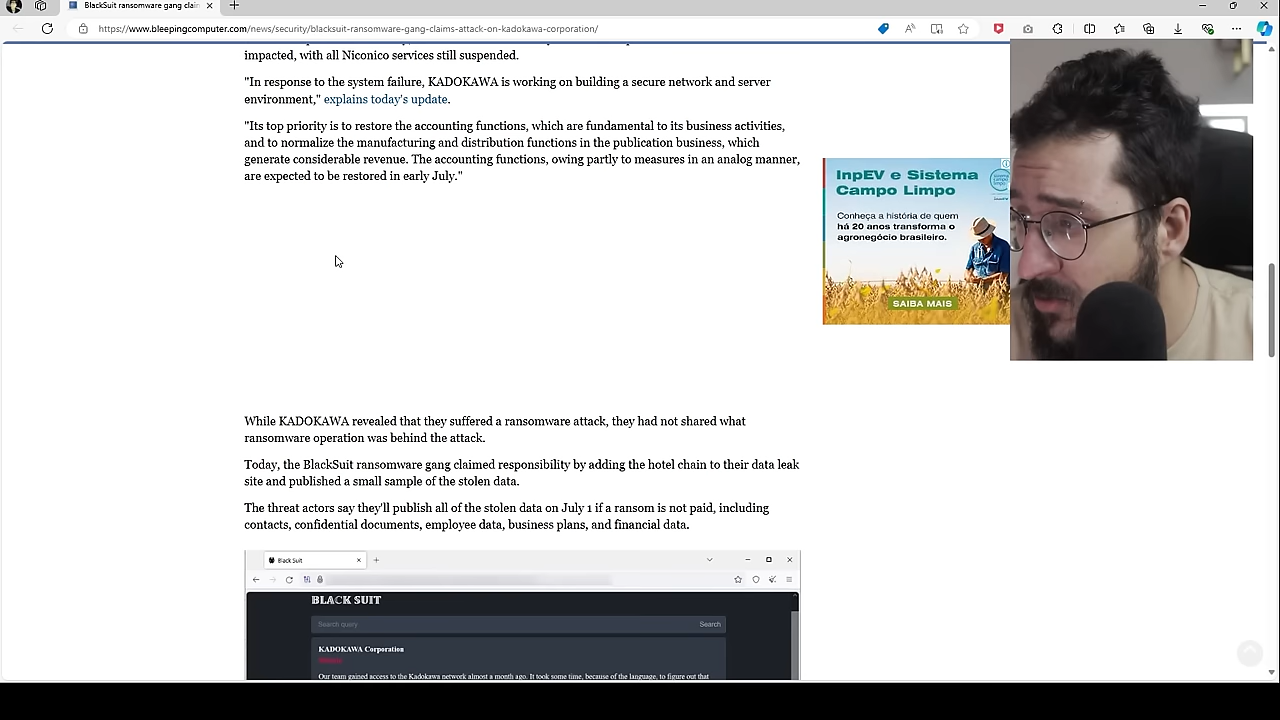 BlackSuit ransomware gang clain
https://www.bleepingcomputer.com/news/security/blacksuit-ransomware-gang-claims-attack-on-kadokawa-corporation/
impacted, with all Niconico services still suspended.
"In response to the system failure, KADOKAWA is working on building a secure network and server
environment," explains today's update.
"Its top priority is to restore the accounting functions, which are fundamental to its business activities,
and to normalize the manufacturing and distribution functions in the publication business, which
generate considerable revenue. The accounting functions, owing partly to measures in an analog manner,
are expected to be restored in early July."
InpEV e Sistema
Campo Limpo
Conheça a história de quem
há 20 anos transforma o
agronegócio brasileiro.
SAIBA MAIS
While KADOKAWA revealed that they suffered a ransomware attack, they had not shared what
ransomware operation was behind the attack.
Today, the BlackSuit ransomware gang claimed responsibility by adding the hotel chain to their data leak
site and published a small sample of the stolen data.
The threat actors say they'll publish all of the stolen data on July 1 if a ransom is not paid, including
contacts, confidential documents, employee data, business plans, and financial data.
Black Suit
BLACK SUIT
Search query
Search
KADOKAWA Corporation
Our team gained access to the Kadokawa network almost a month ago. It took some time, because of the language, to figure out that